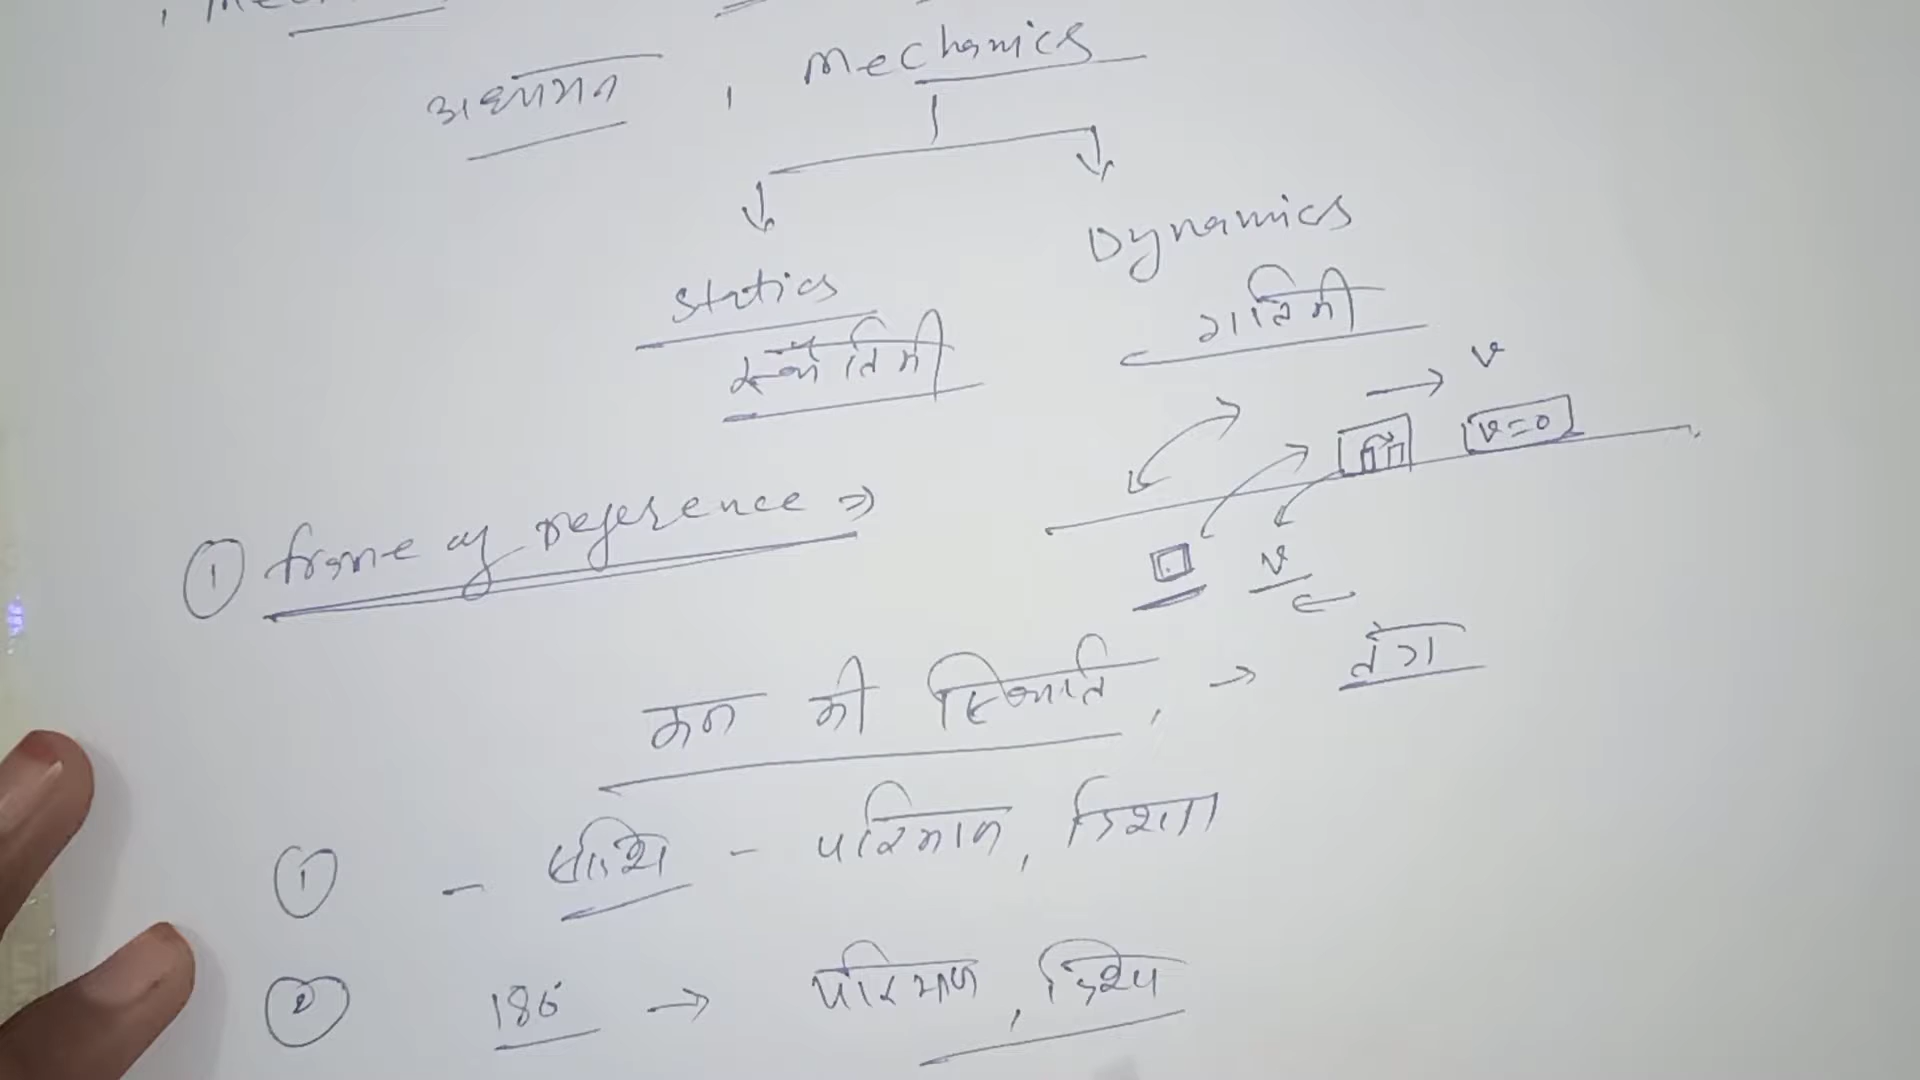 अध्ययन, Mechanics
Statics
Dynamics
स्थैतिकी
गतिकी
v
v=0
① frame of reference ⇒
v
कण की स्थिति, → वेग
① - राशि - परिमाण, दिशा
② 180 → परिमाण, दिशा